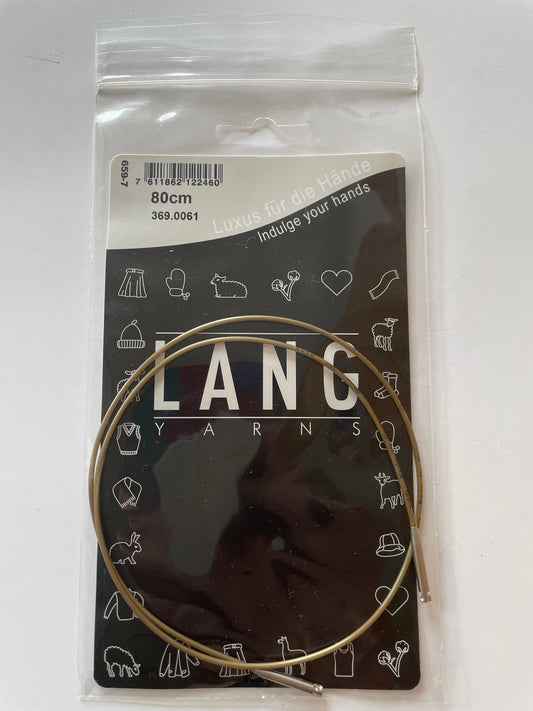 659-7
7 611862 122460
80cm
369.0061
Luxus für die Hände
Indulge your hands
LANG
YARNS